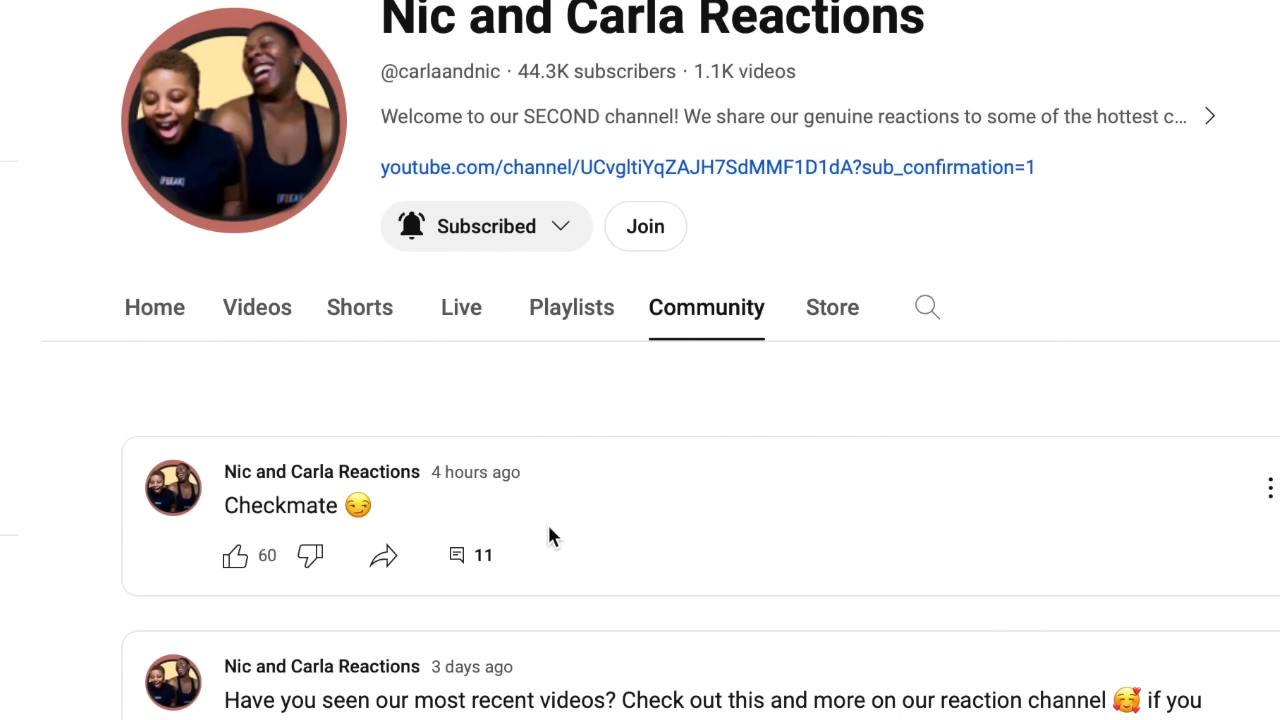 Nic and Carla Reactions
@carlaandnic · 44.3K subscribers · 1.1K videos
Welcome to our SECOND channel! We share our genuine reactions to some of the hottest c...
youtube.com/channel/UCvgltiYqZAJH7SdMMF1D1dA?sub_confirmation=1
Subscribed Join
Home Videos Shorts Live Playlists Community Store
Nic and Carla Reactions 4 hours ago
Checkmate 😏
60 11
Nic and Carla Reactions 3 days ago
Have you seen our most recent videos? Check out this and more on our reaction channel 🥰 if you